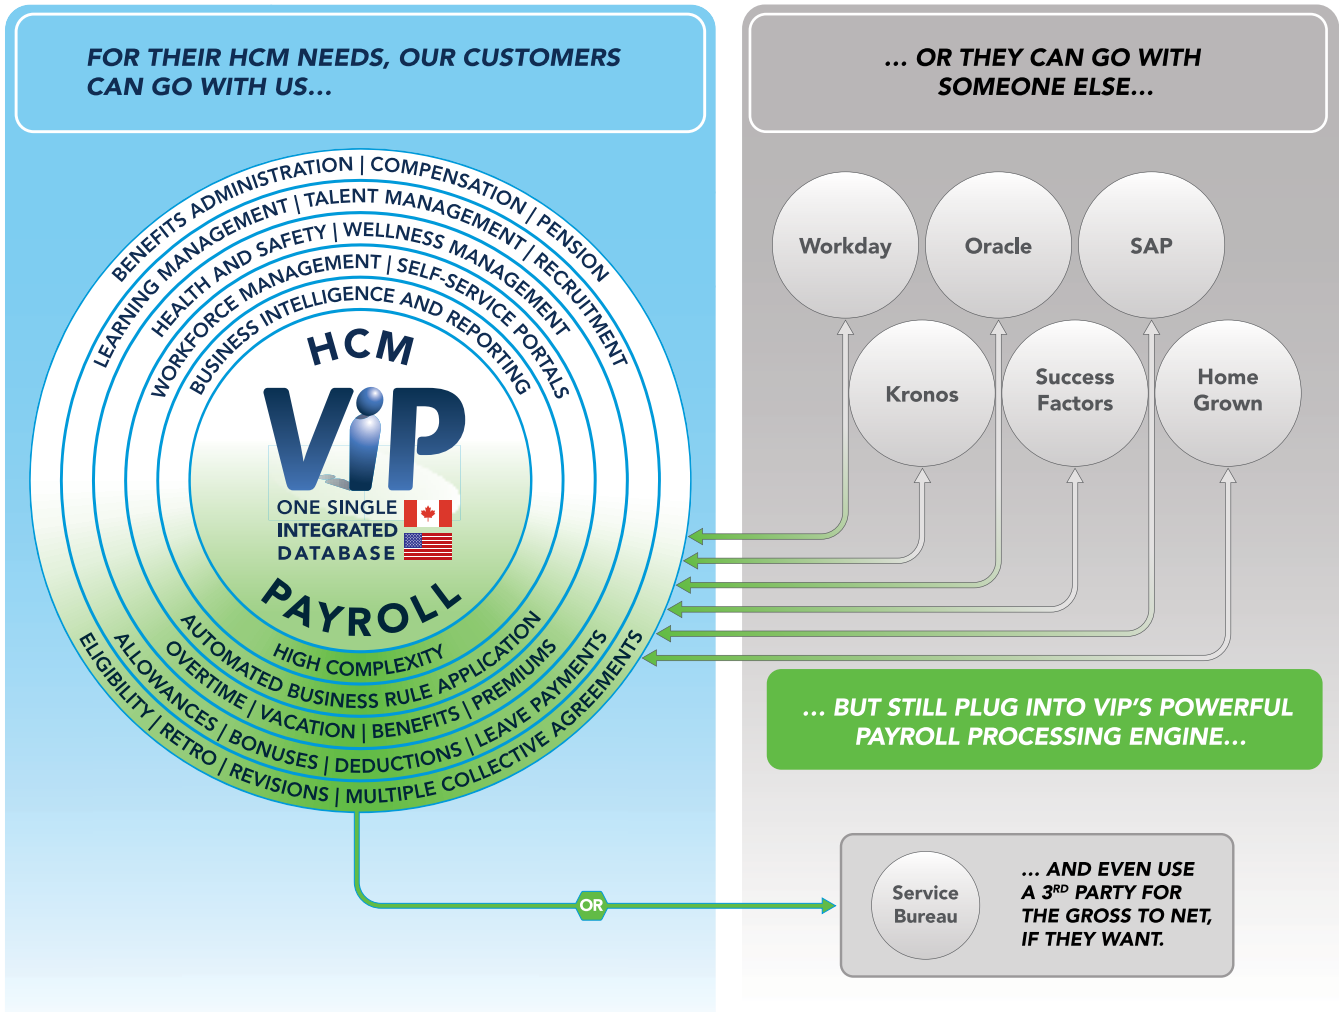 FOR THEIR HCM NEEDS, OUR CUSTOMERS
CAN GO WITH US...
BENEFITS ADMINISTRATION | COMPENSATION | PENSION
LEARNING MANAGEMENT | TALENT MANAGEMENT | RECRUITMENT
HEALTH AND SAFETY | WELLNESS MANAGEMENT
WORKFORCE MANAGEMENT | SELF-SERVICE PORTALS
BUSINESS INTELLIGENCE AND REPORTING
HCM
ViP
ONE SINGLE
INTEGRATED
DATABASE
PAYROLL
HIGH COMPLEXITY
AUTOMATED BUSINESS RULE APPLICATION
OVERTIME | VACATION | BENEFITS | PREMIUMS
ALLOWANCES | BONUSES | DEDUCTIONS | LEAVE PAYMENTS
ELIGIBILITY | RETRO | REVISIONS | MULTIPLE COLLECTIVE AGREEMENTS
OR
... OR THEY CAN GO WITH
SOMEONE ELSE...
Workday
Oracle
SAP
Kronos
Success
Factors
Home
Grown
... BUT STILL PLUG INTO VIP'S POWERFUL
PAYROLL PROCESSING ENGINE...
Service
Bureau
... AND EVEN USE
A 3RD PARTY FOR
THE GROSS TO NET,
IF THEY WANT.